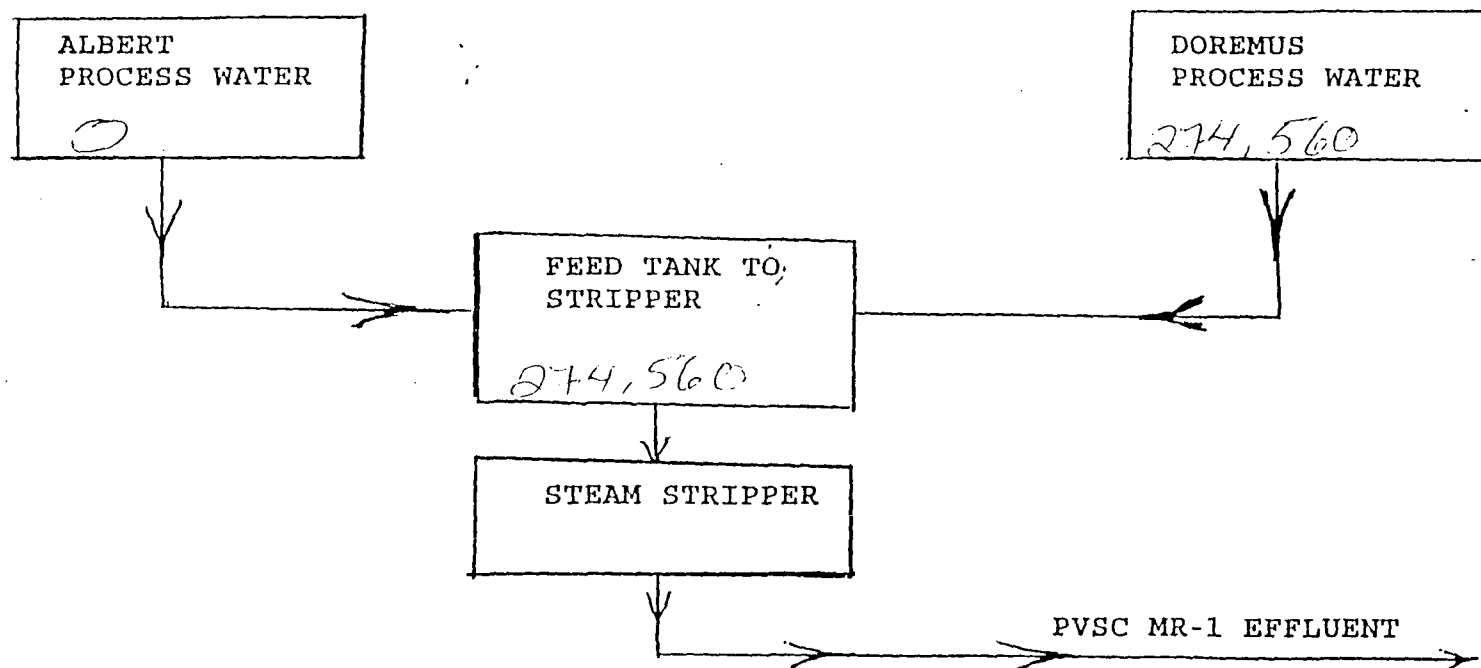 ALBERT
PROCESS WATER
0
DOREMUS
PROCESS WATER
274,560
FEED TANK TO
STRIPPER
274,560
STEAM STRIPPER
PVSC MR-1 EFFLUENT